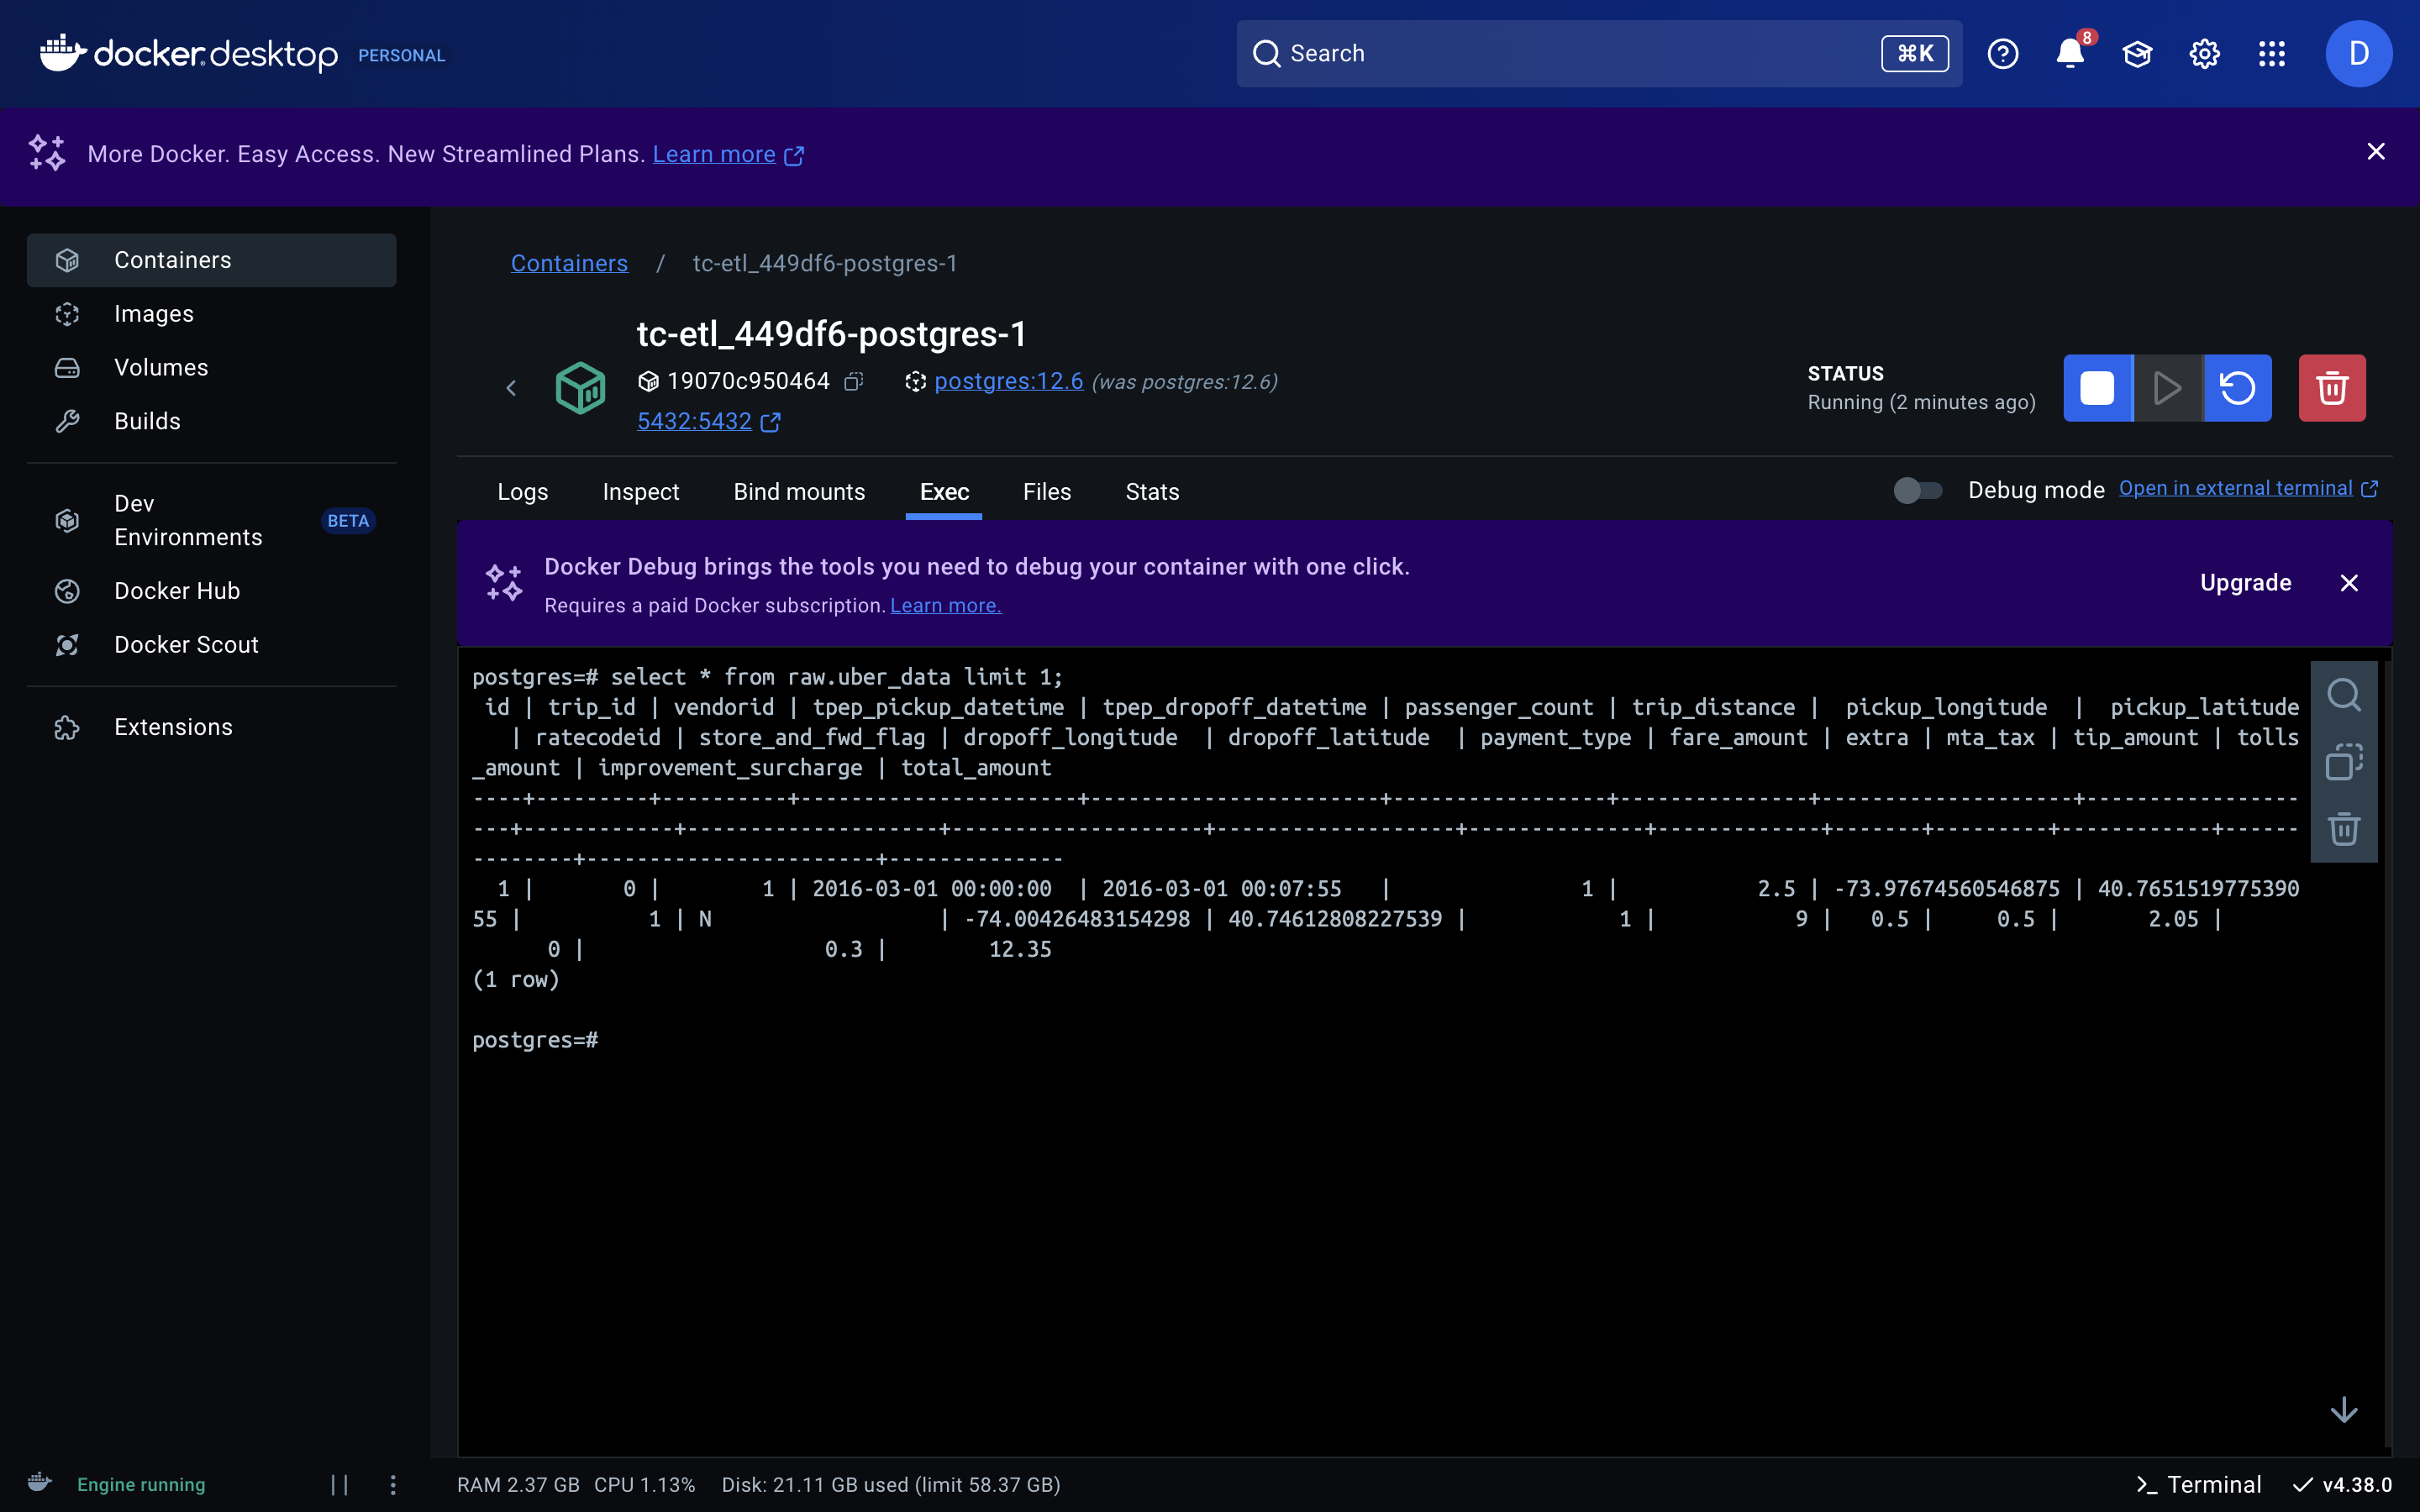 docker.desktop PERSONAL
Search
⌘K
8
D
More Docker. Easy Access. New Streamlined Plans. Learn more
Containers
Images
Volumes
Builds
Dev Environments BETA
Docker Hub
Docker Scout
Extensions
Containers / tc-etl_449df6-postgres-1
tc-etl_449df6-postgres-1
19070c950464 postgres:12.6 (was postgres:12.6)
5432:5432
STATUS
Running (2 minutes ago)
Logs Inspect Bind mounts Exec Files Stats
Debug mode Open in external terminal
Docker Debug brings the tools you need to debug your container with one click.
Requires a paid Docker subscription. Learn more.
Upgrade
postgres=# select * from raw.uber_data limit 1;
 id | trip_id | vendorid | tpep_pickup_datetime | tpep_dropoff_datetime | passenger_count | trip_distance |  pickup_longitude  |  pickup_latitude
   | ratecodeid | store_and_fwd_flag | dropoff_longitude  | dropoff_latitude  | payment_type | fare_amount | extra | mta_tax | tip_amount | tolls
_amount | improvement_surcharge | total_amount
----+---------+----------+----------------------+-----------------------+-----------------+---------------+--------------------+-----------------
---+------------+--------------------+--------------------+-------------------+--------------+-------------+-------+---------+------------+------
--------+-----------------------+--------------
  1 |       0 |        1 | 2016-03-01 00:00:00  | 2016-03-01 00:07:55   |               1 |           2.5 | -73.97674560546875 | 40.7651519775390
55 |          1 | N                  | -74.00426483154298 | 40.74612808227539 |            1 |           9 |   0.5 |     0.5 |       2.05 |
      0 |                   0.3 |        12.35
(1 row)
postgres=#
Engine running
RAM 2.37 GB CPU 1.13% Disk: 21.11 GB used (limit 58.37 GB)
>_ Terminal
v4.38.0